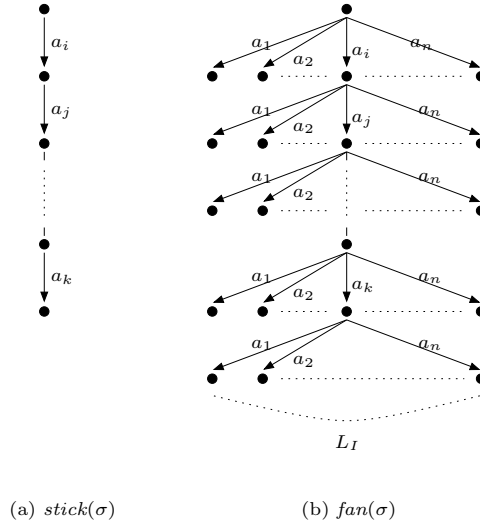 a_i
a_1 a_2 a_i a_n
a_j
a_1 a_2 a_j a_n
a_1 a_2 a_n
a_k
a_1 a_2 a_k a_n
a_1 a_2 a_n
L_I
(a) stick(σ) (b) fan(σ)